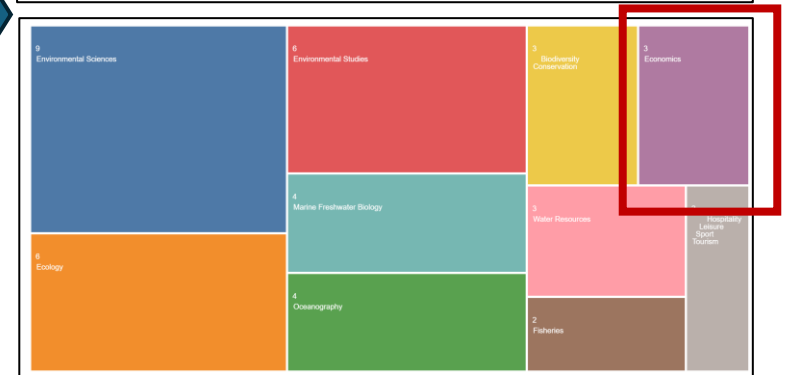 9
Environmental Sciences
6
Environmental Studies
3
Biodiversity
Conservation
3
Economics
4
Marine Freshwater Biology
3
Water Resources
Hospitality
Leisure
Sport
Tourism
6
Ecology
4
Oceanography
2
Fisheries